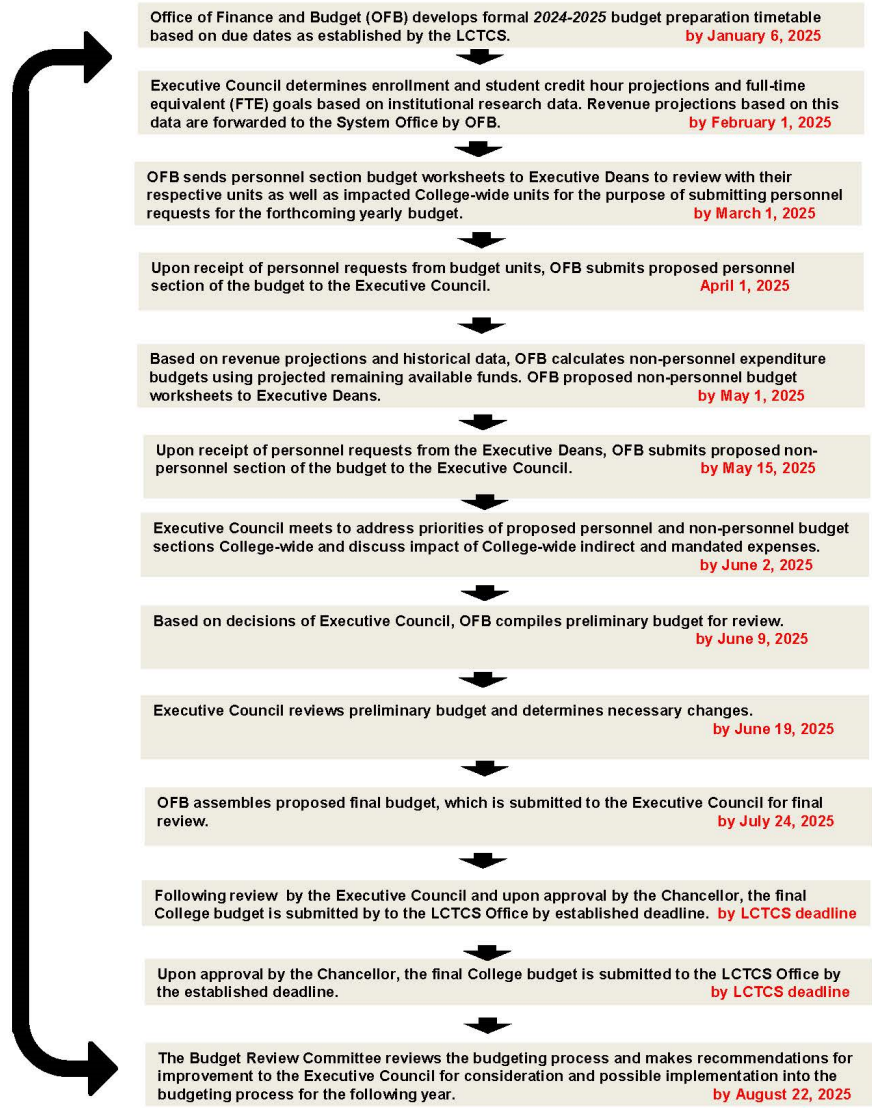 Office of Finance and Budget (OFB) develops formal 2024-2025 budget preparation timetable
based on due dates as established by the LCTCS. by January 6, 2025
Executive Council determines enrollment and student credit hour projections and full-time
equivalent (FTE) goals based on institutional research data. Revenue projections based on this
data are forwarded to the System Office by OFB. by February 1, 2025
OFB sends personnel section budget worksheets to Executive Deans to review with their
respective units as well as impacted College-wide units for the purpose of submitting personnel
requests for the forthcoming yearly budget. by March 1, 2025
Upon receipt of personnel requests from budget units, OFB submits proposed personnel
section of the budget to the Executive Council. April 1, 2025
Based on revenue projections and historical data, OFB calculates non-personnel expenditure
budgets using projected remaining available funds. OFB proposed non-personnel budget
worksheets to Executive Deans. by May 1, 2025
Upon receipt of personnel requests from the Executive Deans, OFB submits proposed non-
personnel section of the budget to the Executive Council. by May 15, 2025
Executive Council meets to address priorities of proposed personnel and non-personnel budget
sections College-wide and discuss impact of College-wide indirect and mandated expenses.
by June 2, 2025
Based on decisions of Executive Council, OFB compiles preliminary budget for review.
by June 9, 2025
Executive Council reviews preliminary budget and determines necessary changes.
by June 19, 2025
OFB assembles proposed final budget, which is submitted to the Executive Council for final
review. by July 24, 2025
Following review by the Executive Council and upon approval by the Chancellor, the final
College budget is submitted by to the LCTCS Office by established deadline. by LCTCS deadline
Upon approval by the Chancellor, the final College budget is submitted to the LCTCS Office by
the established deadline. by LCTCS deadline
The Budget Review Committee reviews the budgeting process and makes recommendations for
improvement to the Executive Council for consideration and possible implementation into the
budgeting process for the following year. by August 22, 2025